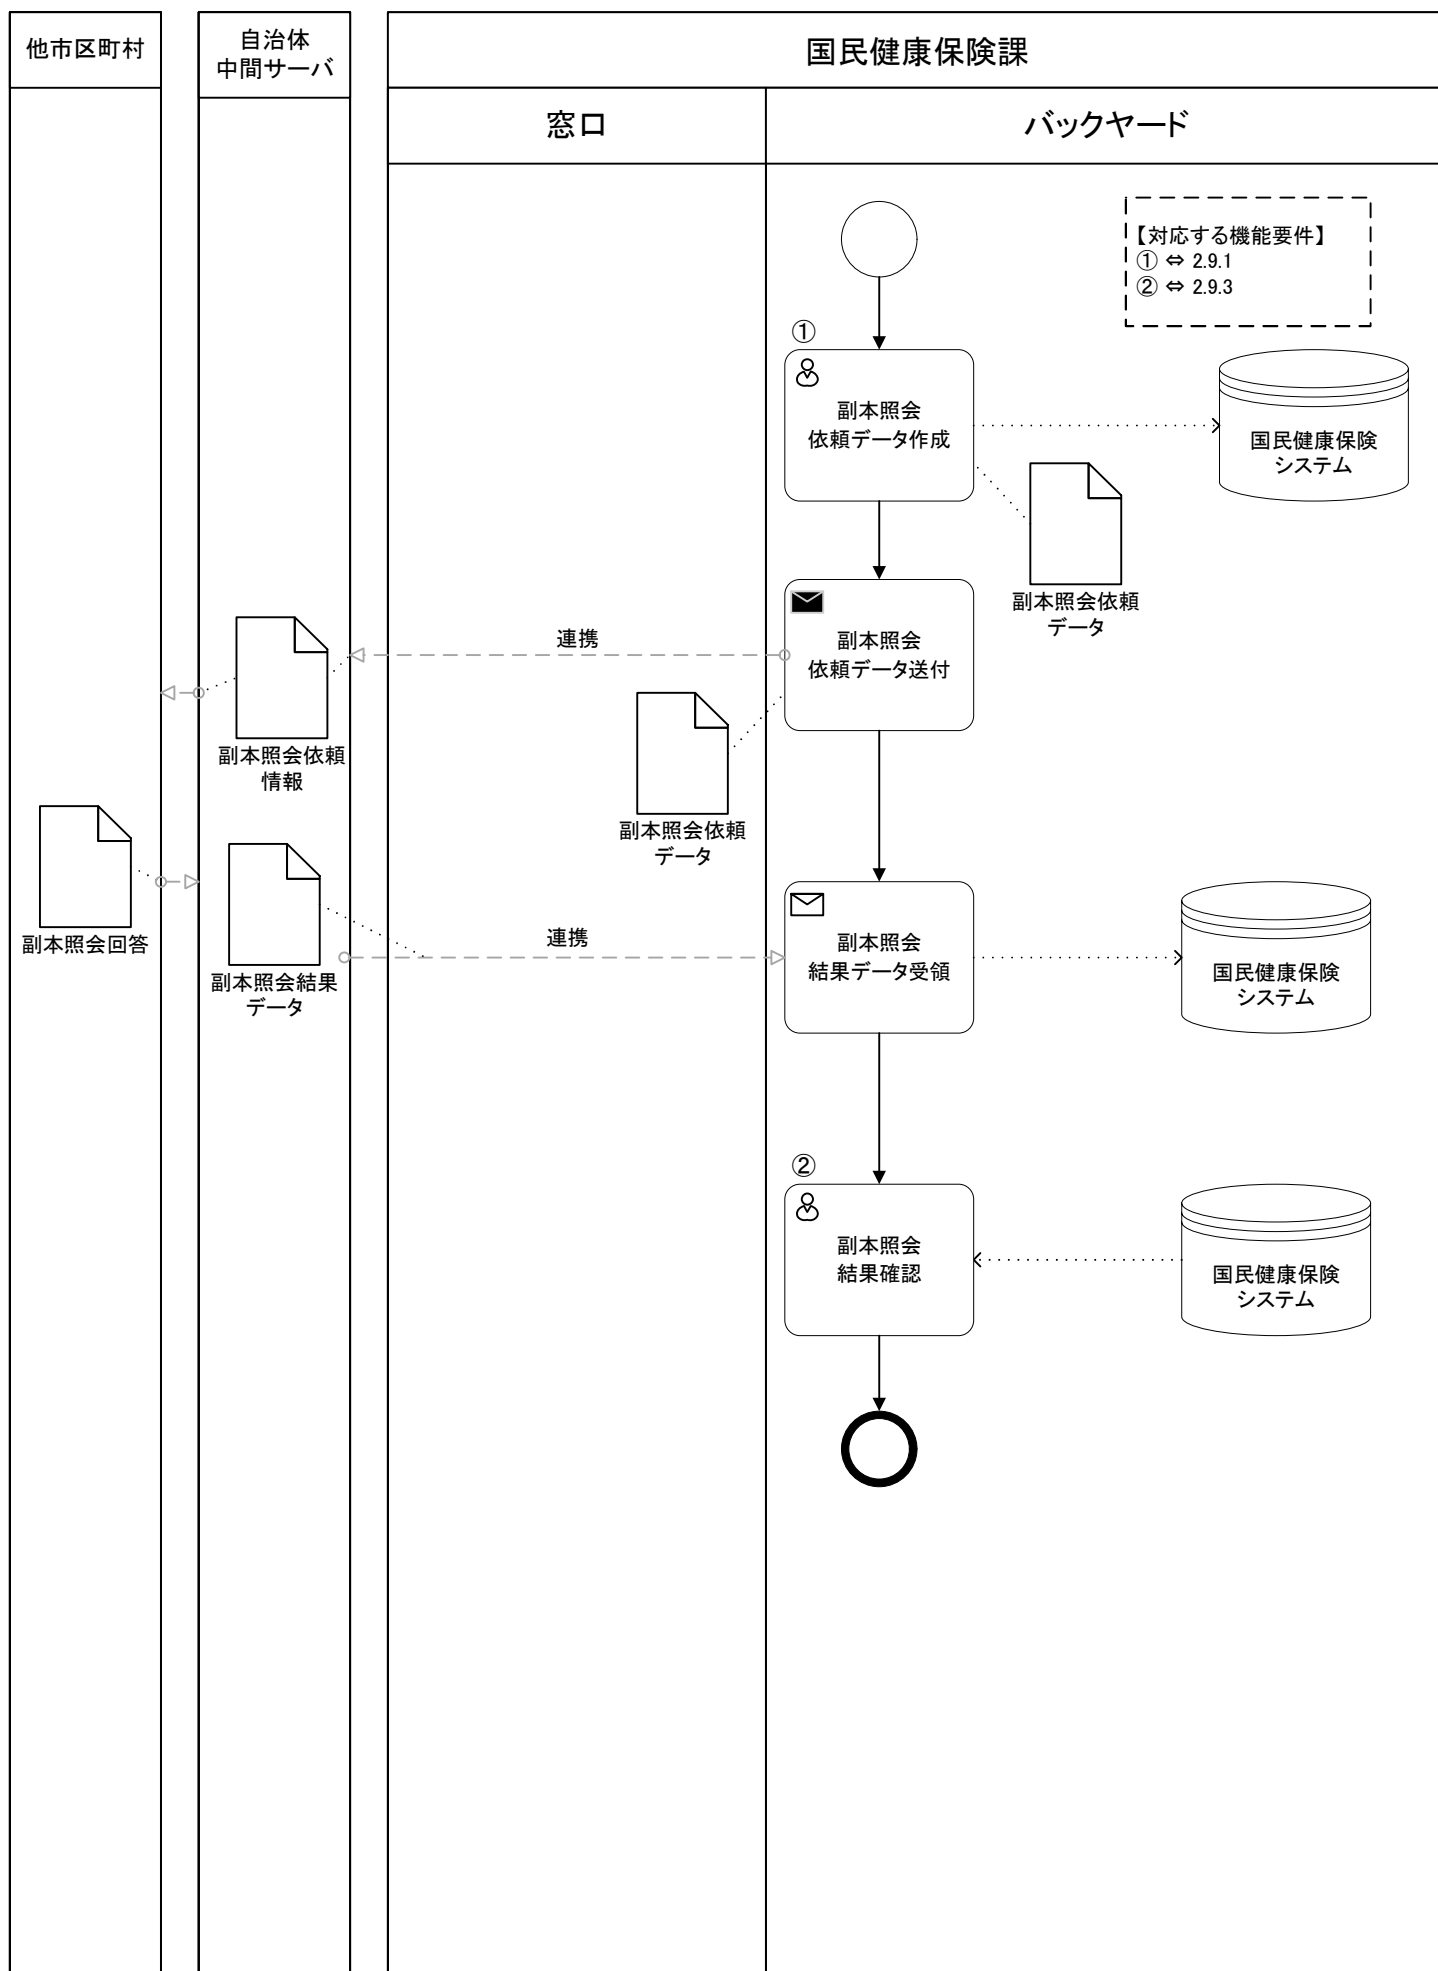 他市区町村
自治体
中間サーバ
国民健康保険課
窓口
バックヤード
【対応する機能要件】
① ⇔ 2.9.1
② ⇔ 2.9.3
①
副本照会
依頼データ作成
国民健康保険
システム
副本照会依頼
データ
副本照会
依頼データ送付
連携
副本照会依頼
情報
副本照会依頼
データ
副本照会回答
副本照会結果
データ
連携
副本照会
結果データ受領
国民健康保険
システム
②
副本照会
結果確認
国民健康保険
システム